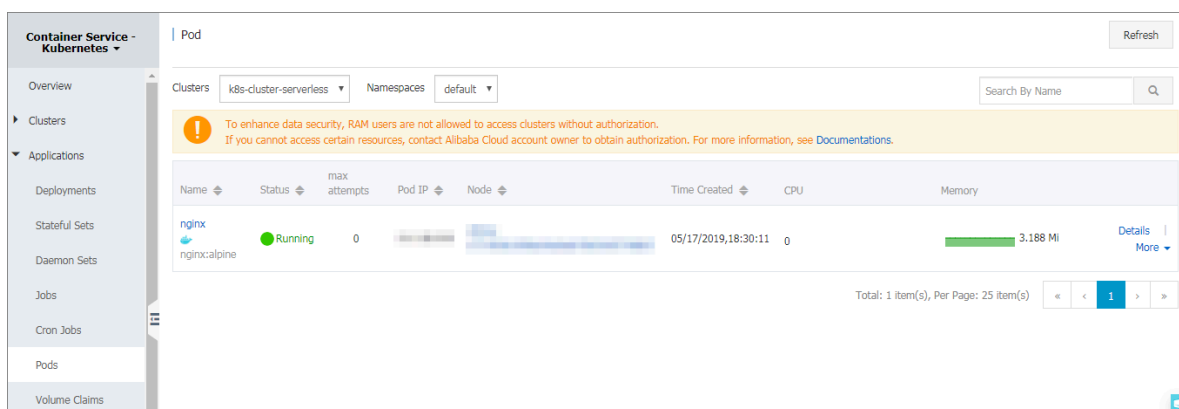 Container Service -
Kubernetes
Pod
Refresh
Overview
Clusters
Applications
Deployments
Stateful Sets
Daemon Sets
Jobs
Cron Jobs
Pods
Volume Claims
Clusters k8s-cluster-serverless Namespaces default
Search By Name
To enhance data security, RAM users are not allowed to access clusters without authorization.
If you cannot access certain resources, contact Alibaba Cloud account owner to obtain authorization. For more information, see Documentations.
Name Status max attempts Pod IP Node Time Created CPU Memory
nginx
nginx:alpine
Running 0 05/17/2019,18:30:11 0 3.188 Mi
Details
More
Total: 1 item(s), Per Page: 25 item(s) « ‹ 1 › »